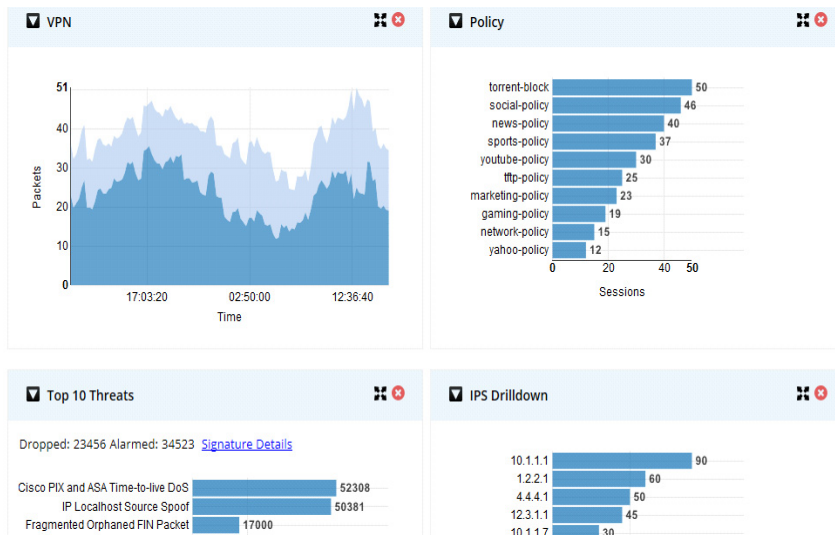 VPN
51
40
30
20
10
0
Packets
17:03:20 02:50:00 12:36:40
Time
Policy
torrent-block 50
social-policy 46
news-policy 40
sports-policy 37
youtube-policy 30
tftp-policy 25
marketing-policy 23
gaming-policy 19
network-policy 15
yahoo-policy 12
0 20 40 50
Sessions
Top 10 Threats
Dropped: 23456 Alarmed: 34523 Signature Details
Cisco PIX and ASA Time-to-live DoS 52308
IP Localhost Source Spoof 50381
Fragmented Orphaned FIN Packet 17000
IPS Drilldown
10.1.1.1 90
1.2.2.1 60
4.4.4.1 50
12.3.1.1 45
10.1.1.7 30